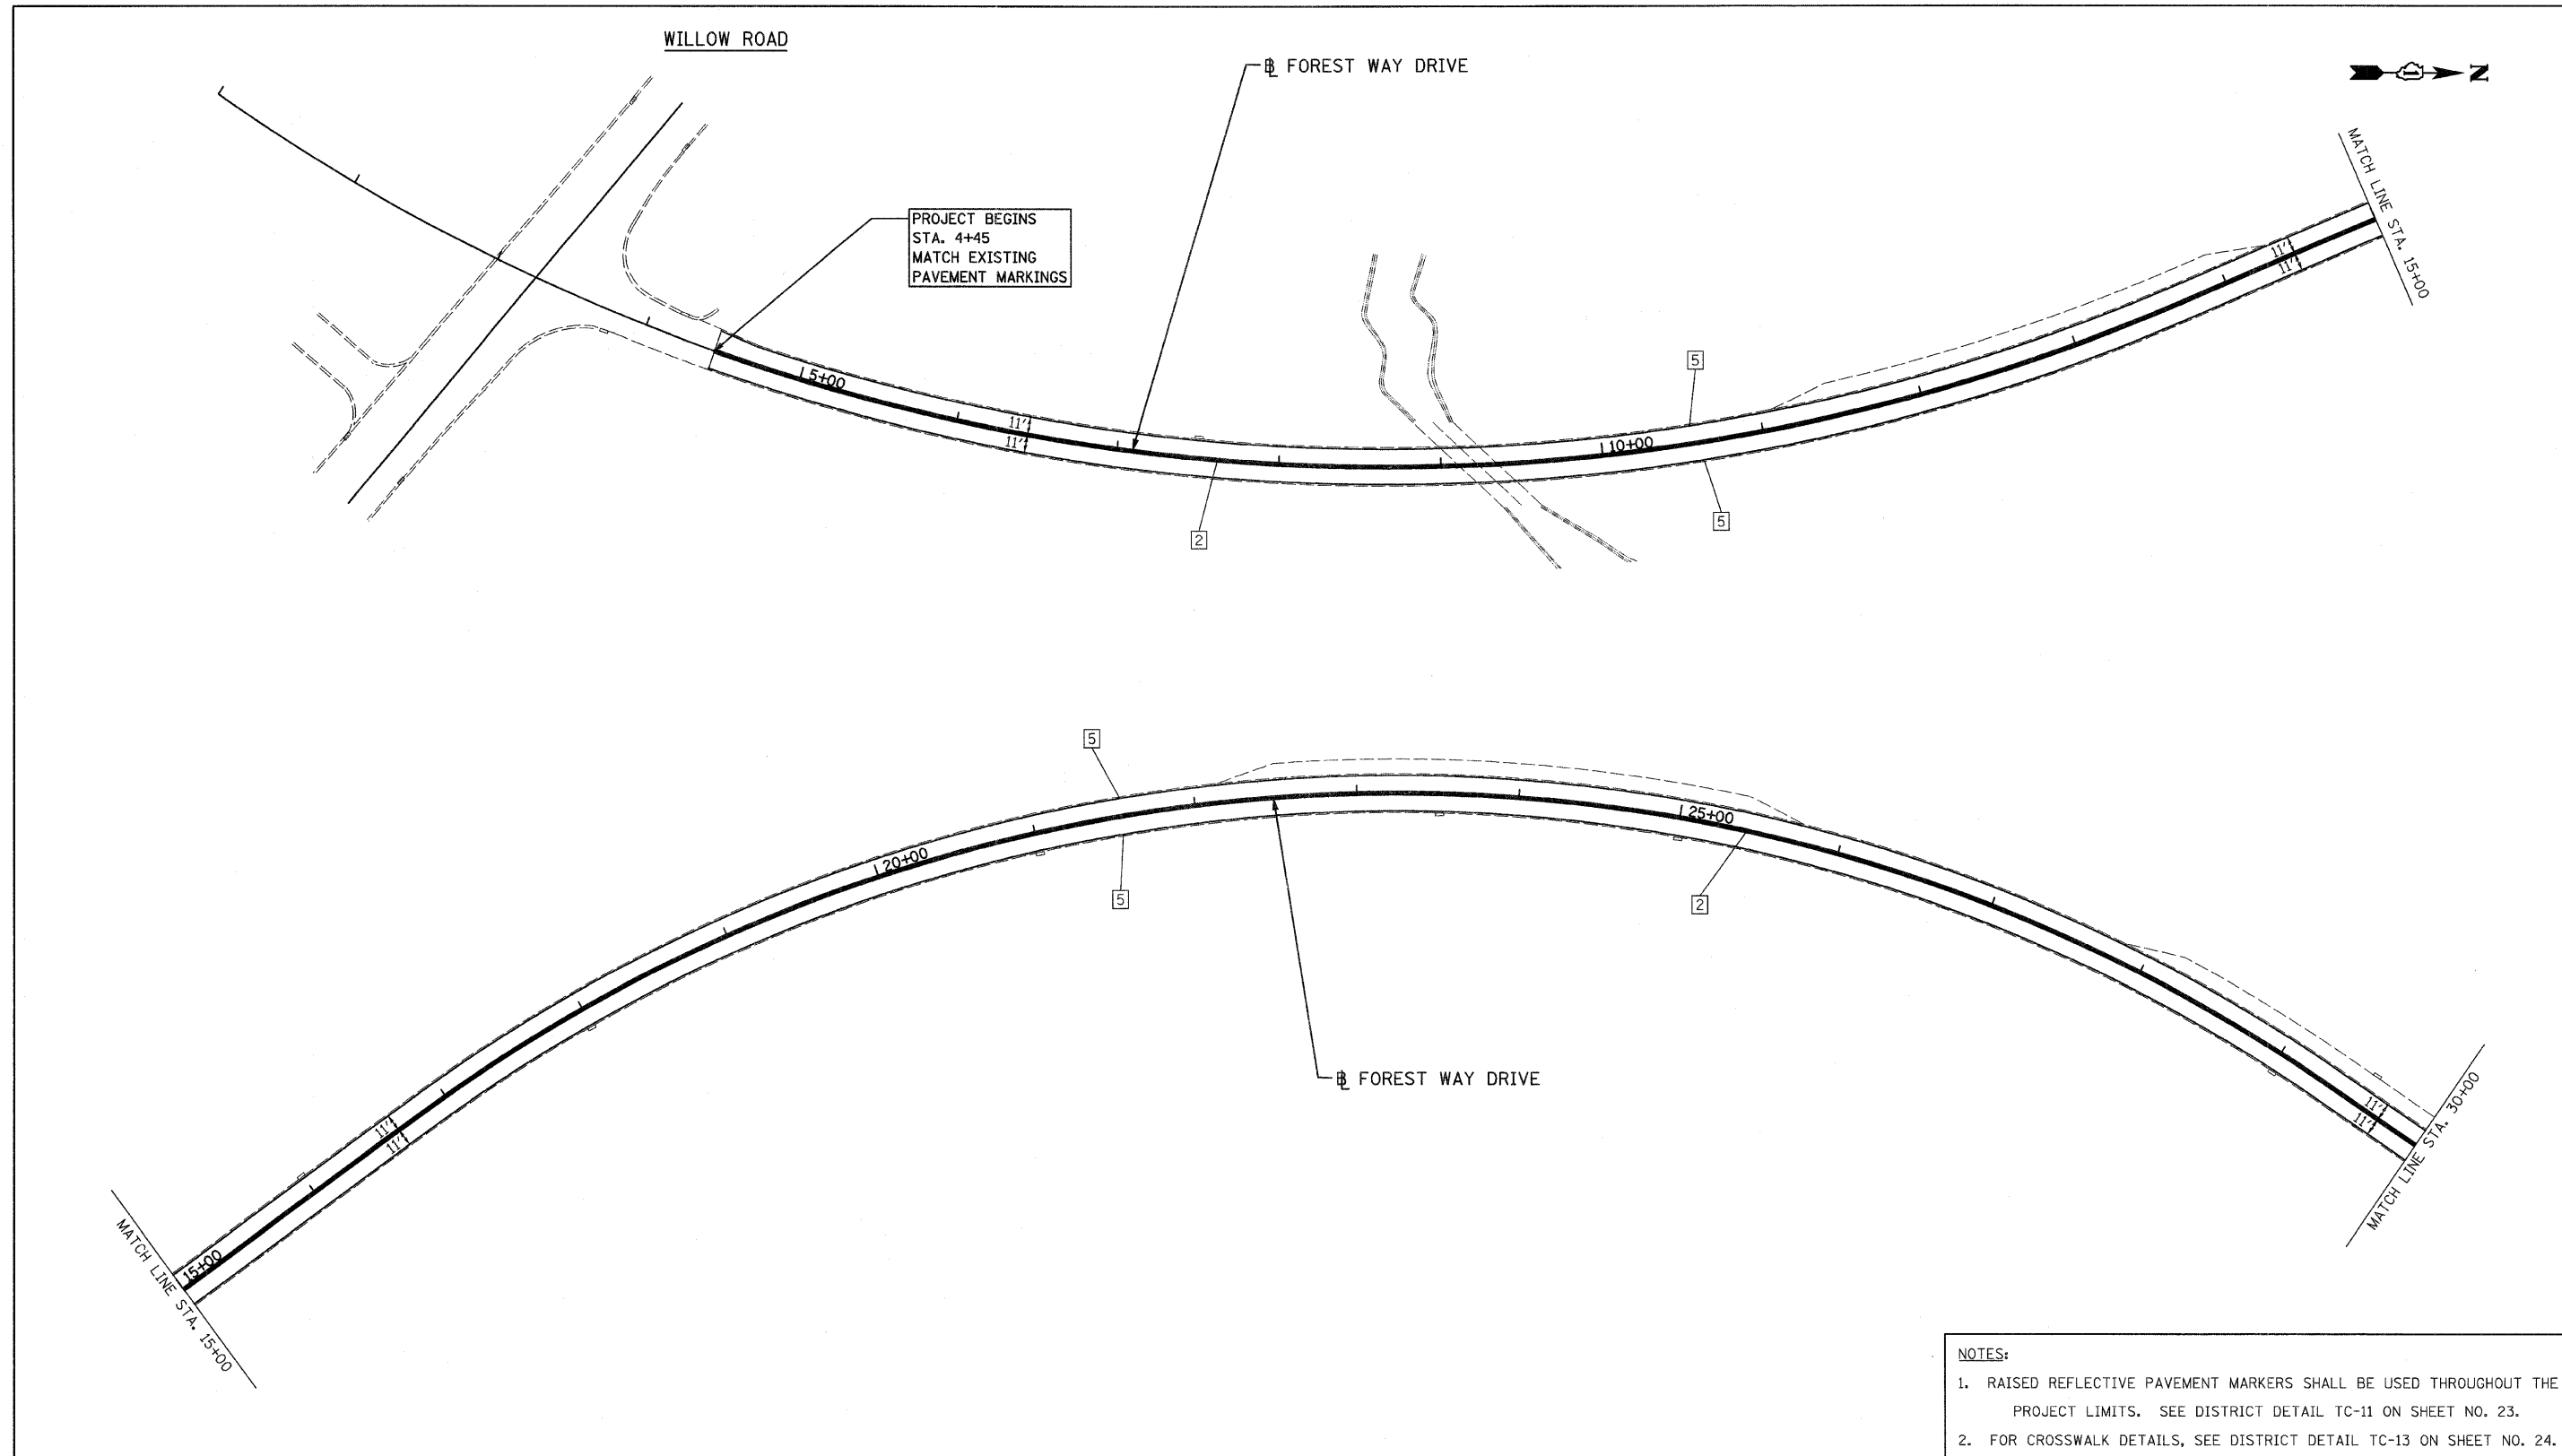 WILLOW ROAD
℄ FOREST WAY DRIVE
N
PROJECT BEGINS
STA. 4+45
MATCH EXISTING
PAVEMENT MARKINGS
MATCH LINE STA. 15+00
11'
11'
5+00
11'
11'
5
10+00
2
5
5
25+00
20+00
5
2
℄ FOREST WAY DRIVE
11'
11'
11'
11'
MATCH LINE STA. 30+00
15+00
MATCH LINE STA. 15+00
NOTES:
1. RAISED REFLECTIVE PAVEMENT MARKERS SHALL BE USED THROUGHOUT THE
PROJECT LIMITS. SEE DISTRICT DETAIL TC-11 ON SHEET NO. 23.
2. FOR CROSSWALK DETAILS, SEE DISTRICT DETAIL TC-13 ON SHEET NO. 24.